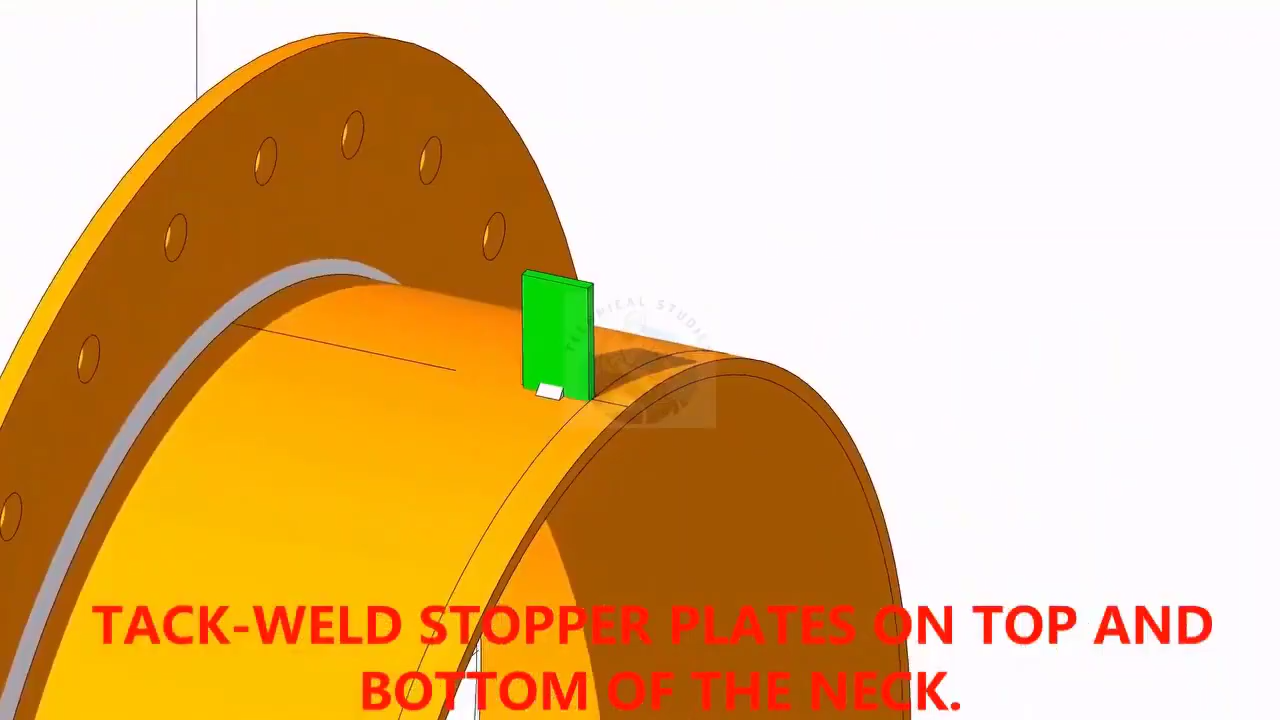 TACK-WELD STOPPER PLATES ON TOP AND
BOTTOM OF THE NECK.